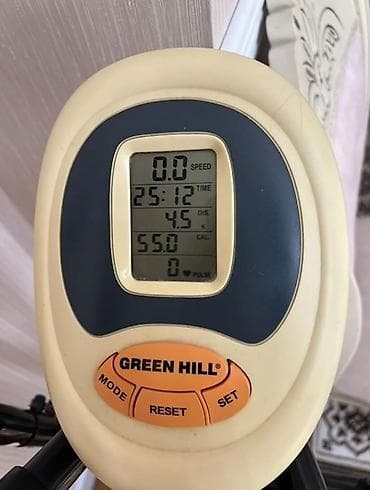 0.0 SPEED
25:12 TIME
4.5 DIS.
K
55.0 CAL.
0 ♥ PULSE
GREEN HILL®
MODE RESET SET